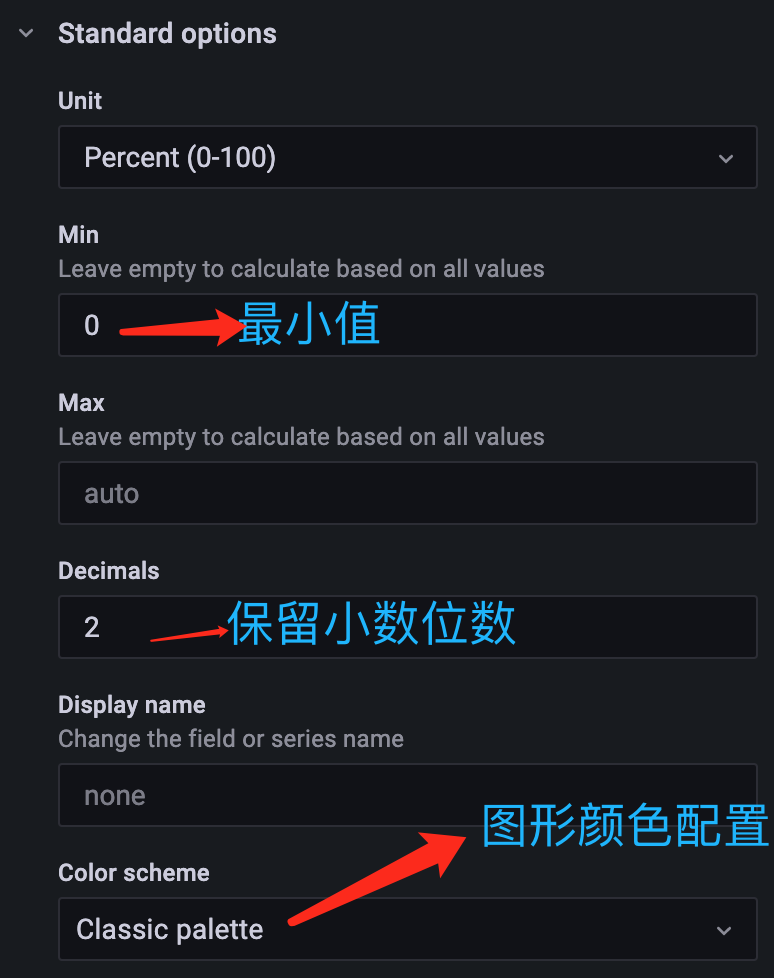 Standard options
Unit
Percent (0-100)
Min
Leave empty to calculate based on all values
0 最小值
Max
Leave empty to calculate based on all values
auto
Decimals
2 保留小数位数
Display name
Change the field or series name
none
图形颜色配置
Color scheme
Classic palette